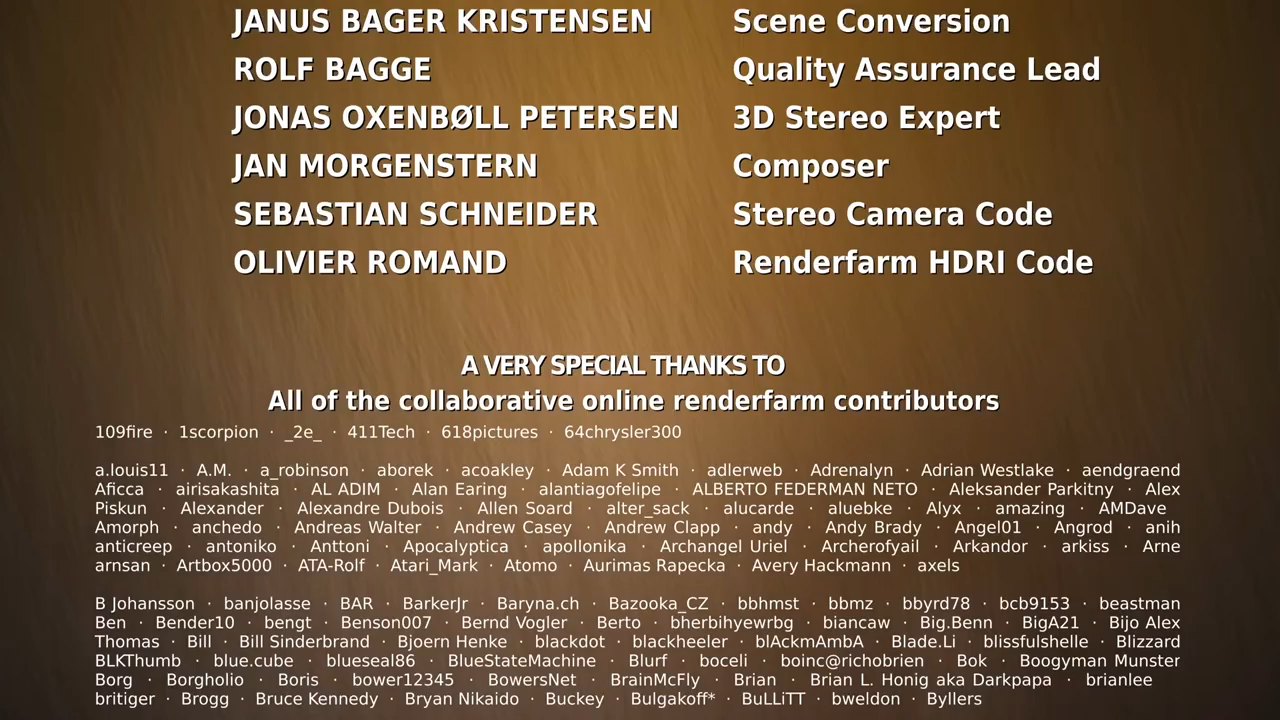 JANUS BAGER KRISTENSEN Scene Conversion
ROLF BAGGE Quality Assurance Lead
JONAS OXENBØLL PETERSEN 3D Stereo Expert
JAN MORGENSTERN Composer
SEBASTIAN SCHNEIDER Stereo Camera Code
OLIVIER ROMAND Renderfarm HDRI Code
A VERY SPECIAL THANKS TO
All of the collaborative online renderfarm contributors
109fire · 1scorpion · _2e_ · 411Tech · 618pictures · 64chrysler300
a.louis11 · A.M. · a_robinson · aborek · acoakley · Adam K Smith · adlerweb · Adrenalyn · Adrian Westlake · aendgraend
Aficca · airisakashita · AL ADIM · Alan Earing · alantiagofelipe · ALBERTO FEDERMAN NETO · Aleksander Parkitny · Alex
Piskun · Alexander · Alexandre Dubois · Allen Soard · alter_sack · alucarde · aluebke · Alyx · amazing · AMDave
Amorph · anchedo · Andreas Walter · Andrew Casey · Andrew Clapp · andy · Andy Brady · Angel01 · Angrod · anih
anticreep · antoniko · Anttoni · Apocalyptica · apollonika · Archangel Uriel · Archerofyail · Arkandor · arkiss · Arne
arnsan · Artbox5000 · ATA-Rolf · Atari_Mark · Atomo · Aurimas Rapecka · Avery Hackmann · axels
B Johansson · banjolasse · BAR · BarkerJr · Baryna.ch · Bazooka_CZ · bbhmst · bbmz · bbyrd78 · bcb9153 · beastman
Ben · Bender10 · bengt · Benson007 · Bernd Vogler · Berto · bherbihyewrbg · biancaw · Big.Benn · BigA21 · Bijo Alex
Thomas · Bill · Bill Sinderbrand · Bjoern Henke · blackdot · blackheeler · blAckmAmbA · Blade.Li · blissfulshelle · Blizzard
BLKThumb · blue.cube · blueseal86 · BlueStateMachine · Blurf · boceli · boinc@richobrien · Bok · Boogyman Munster
Borg · Borgholio · Boris · bower12345 · BowersNet · BrainMcFly · Brian · Brian L. Honig aka Darkpapa · brianlee
britiger · Brogg · Bruce Kennedy · Bryan Nikaido · Buckey · Bulgakoff* · BuLLiTT · bweldon · Byllers